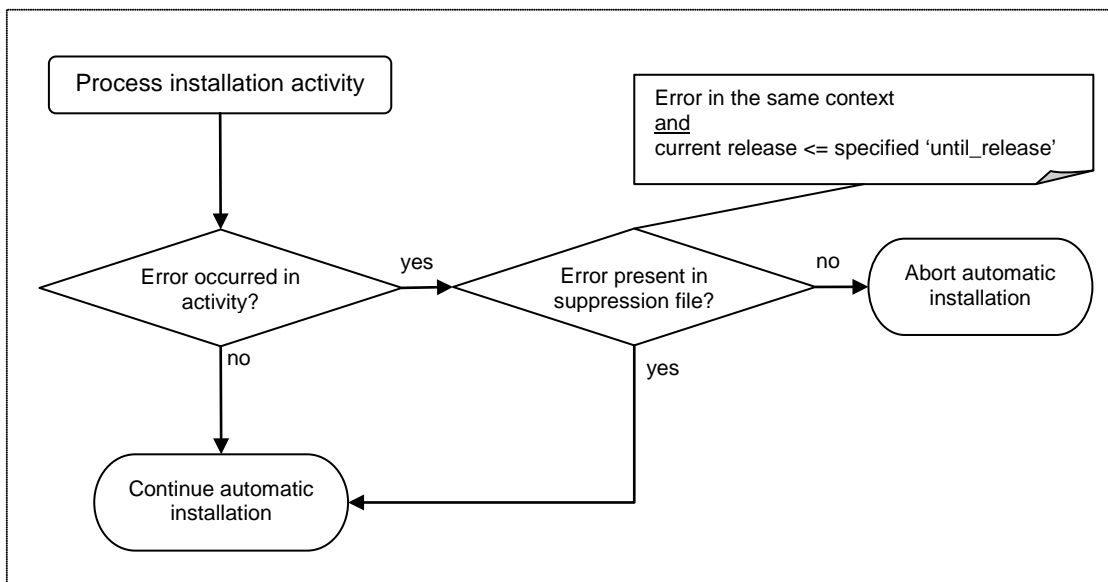 Process installation activity
Error in the same context
and
current release <= specified ‘until_release’
Error occurred in
activity?
yes
Error present in
suppression file?
no
Abort automatic
installation
no
yes
Continue automatic
installation